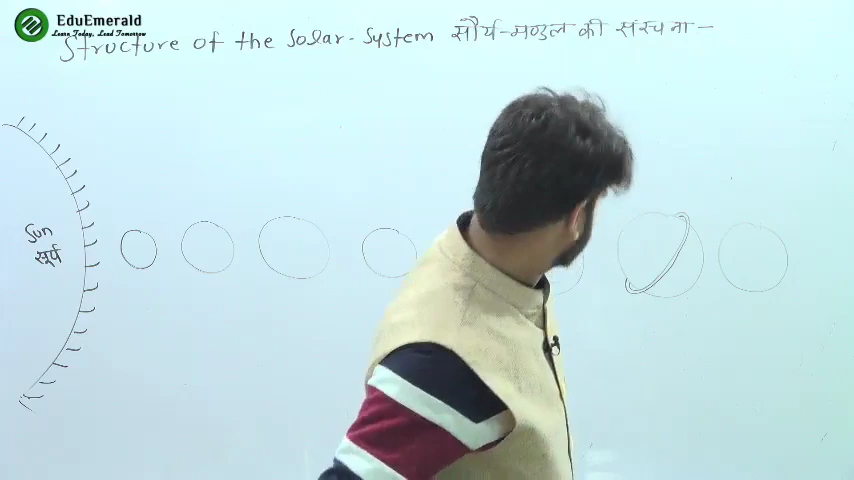 EduEmerald
Learn Today, Lead Tomorrow
Structure of the Solar-System सौर्य-मण्डल की संरचना-
Sun
सूर्य